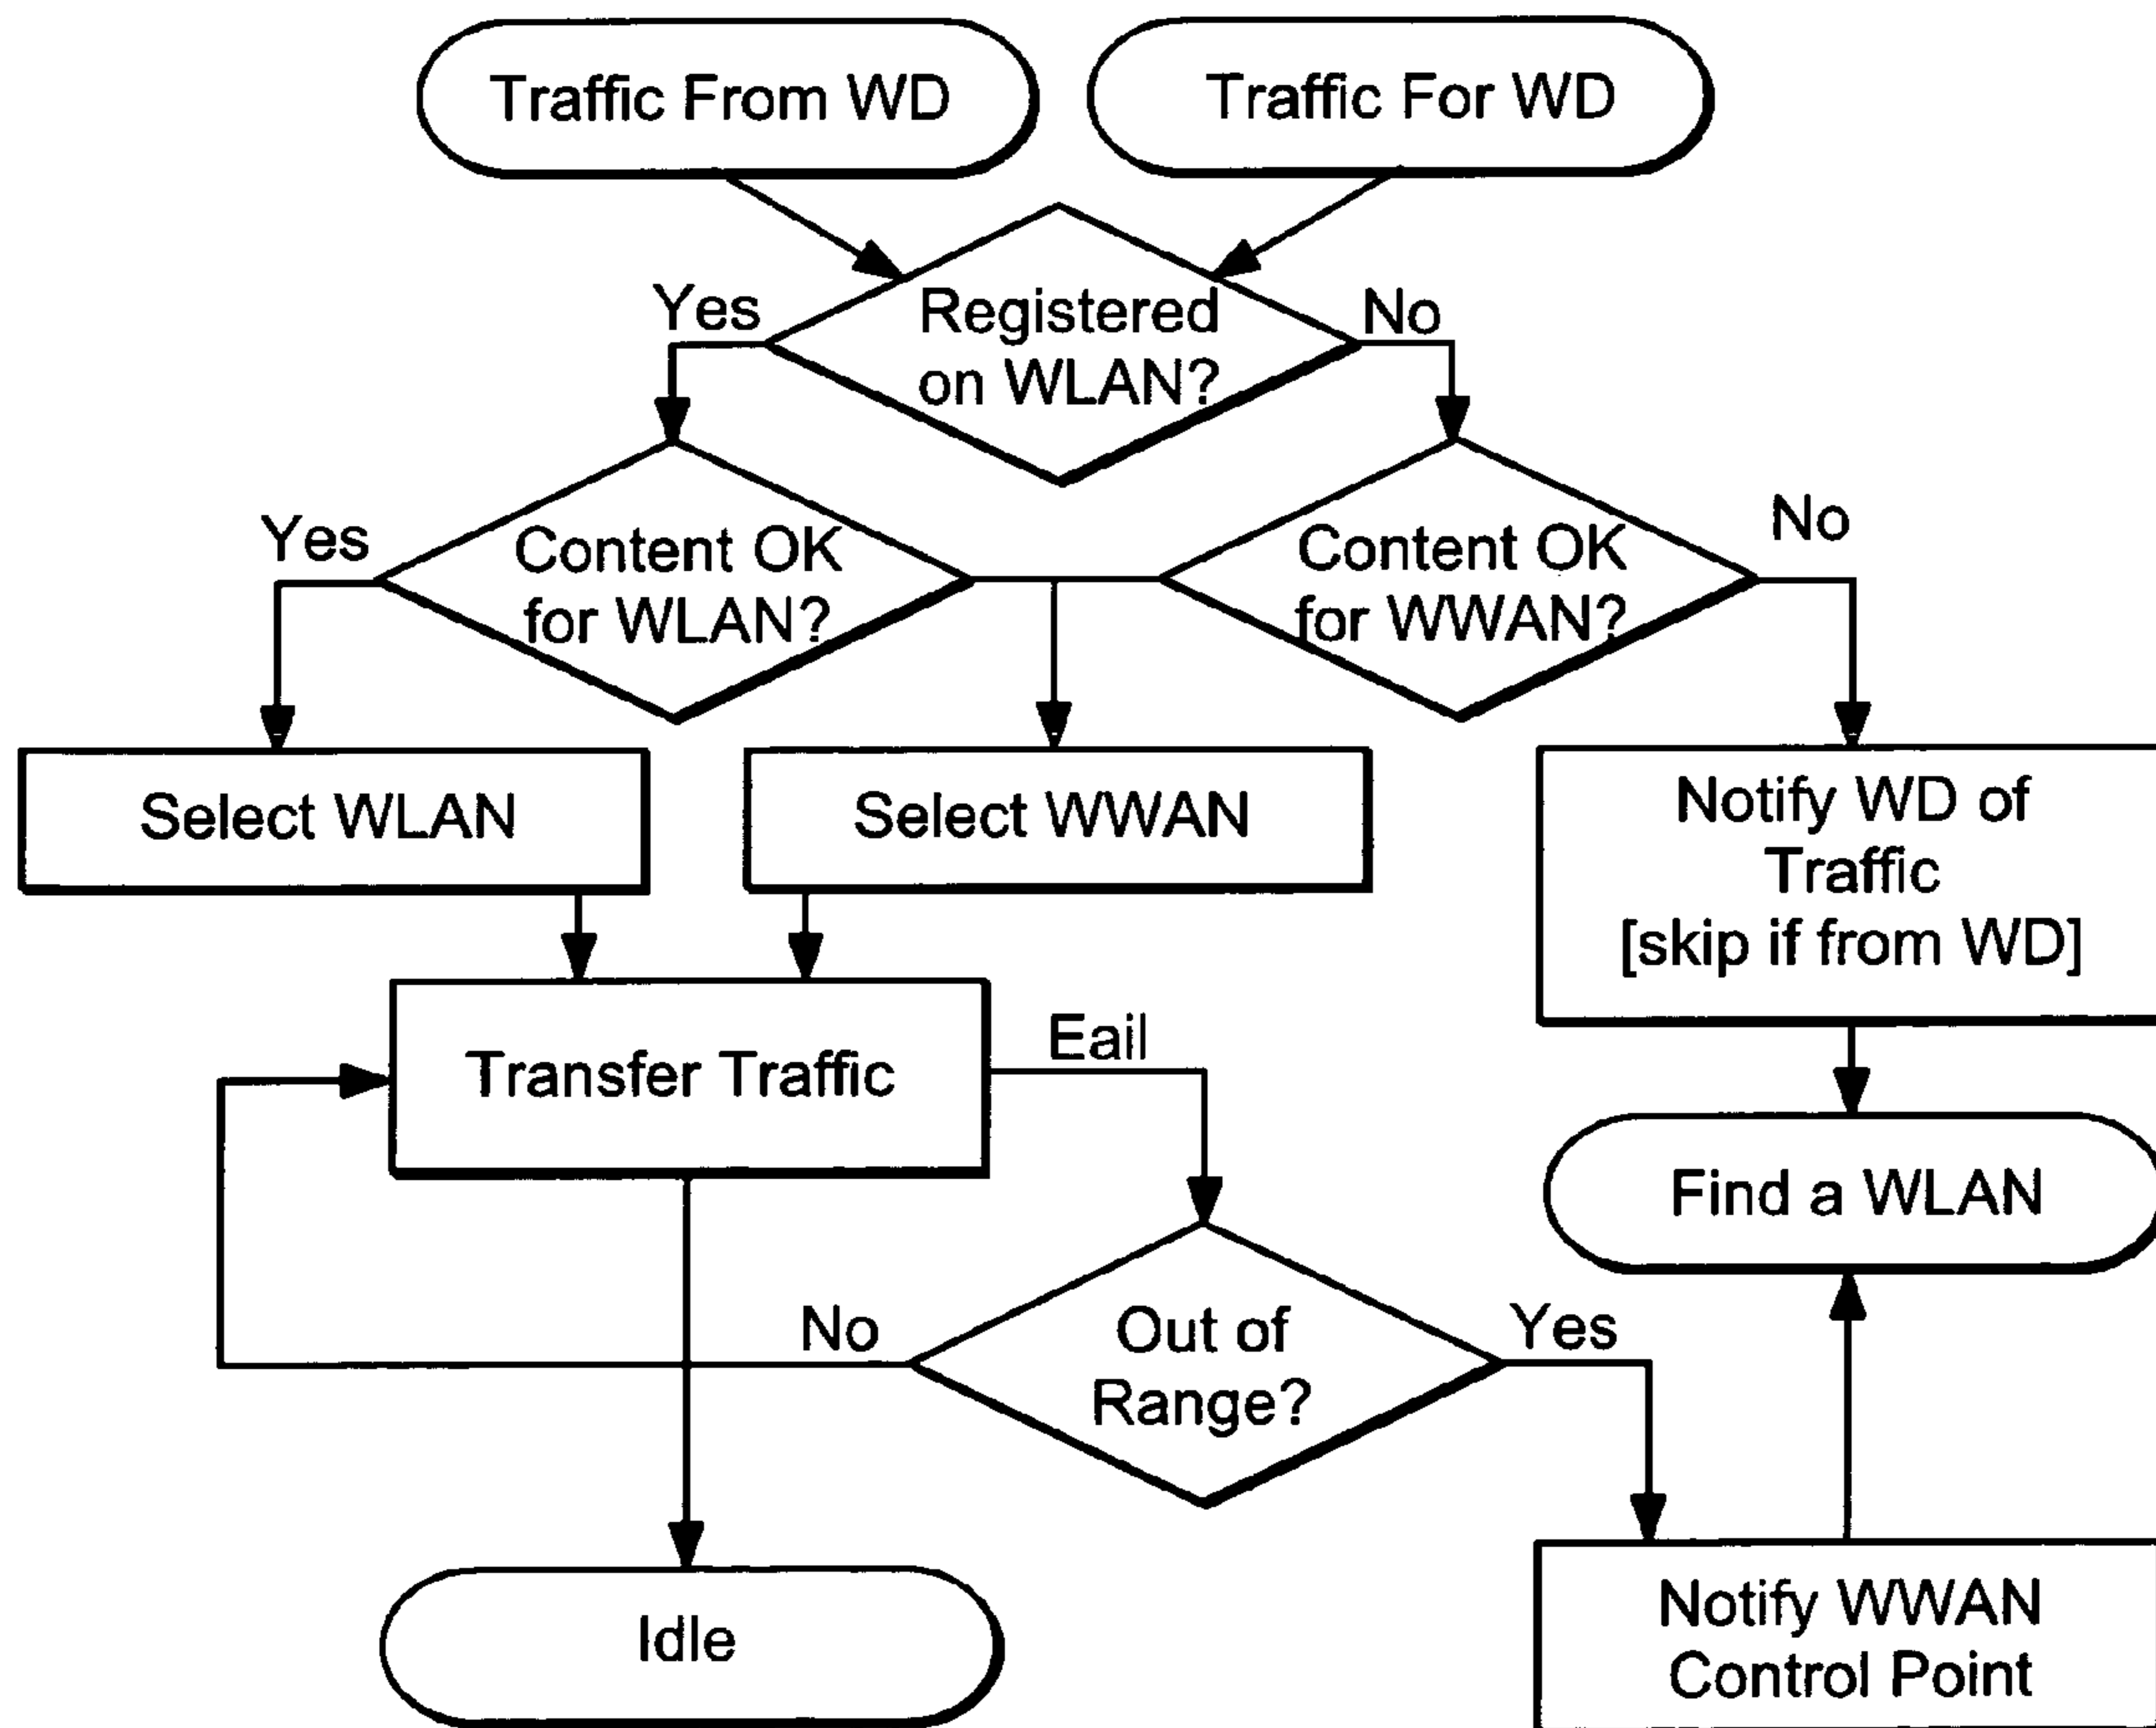 Traffic From WD
Traffic For WD
Registered
on WLAN?
Yes
No
Content OK
for WLAN?
Content OK
for WWAN?
Yes
No
Select WLAN
Select WWAN
Notify WD of
Traffic
[skip if from WD]
Transfer Traffic
Eail
Find a WLAN
Out of
Range?
No
Yes
Idle
Notify WWAN
Control Point